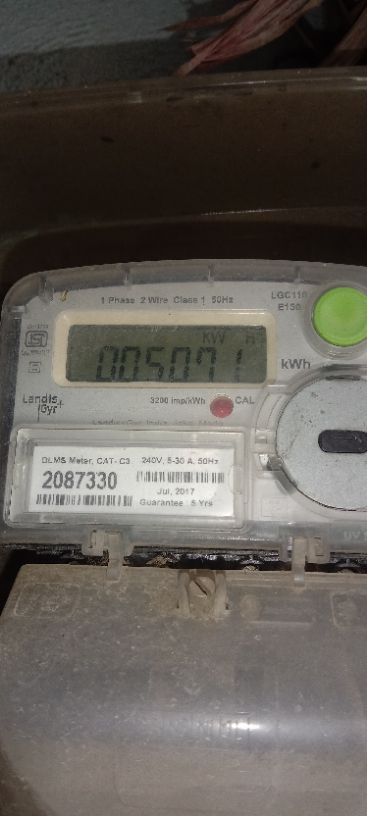 1 Phase 2 Wire Class 1 50Hz
LGC110
E150
KW H
005071
kWh
Landis
Gyr+
3200 imp/kWh
CAL
DLMS Meter, CAT- C3
240V, 5-30 A, 50Hz
2087330
Jul, 2017
Guarantee 5 Yrs